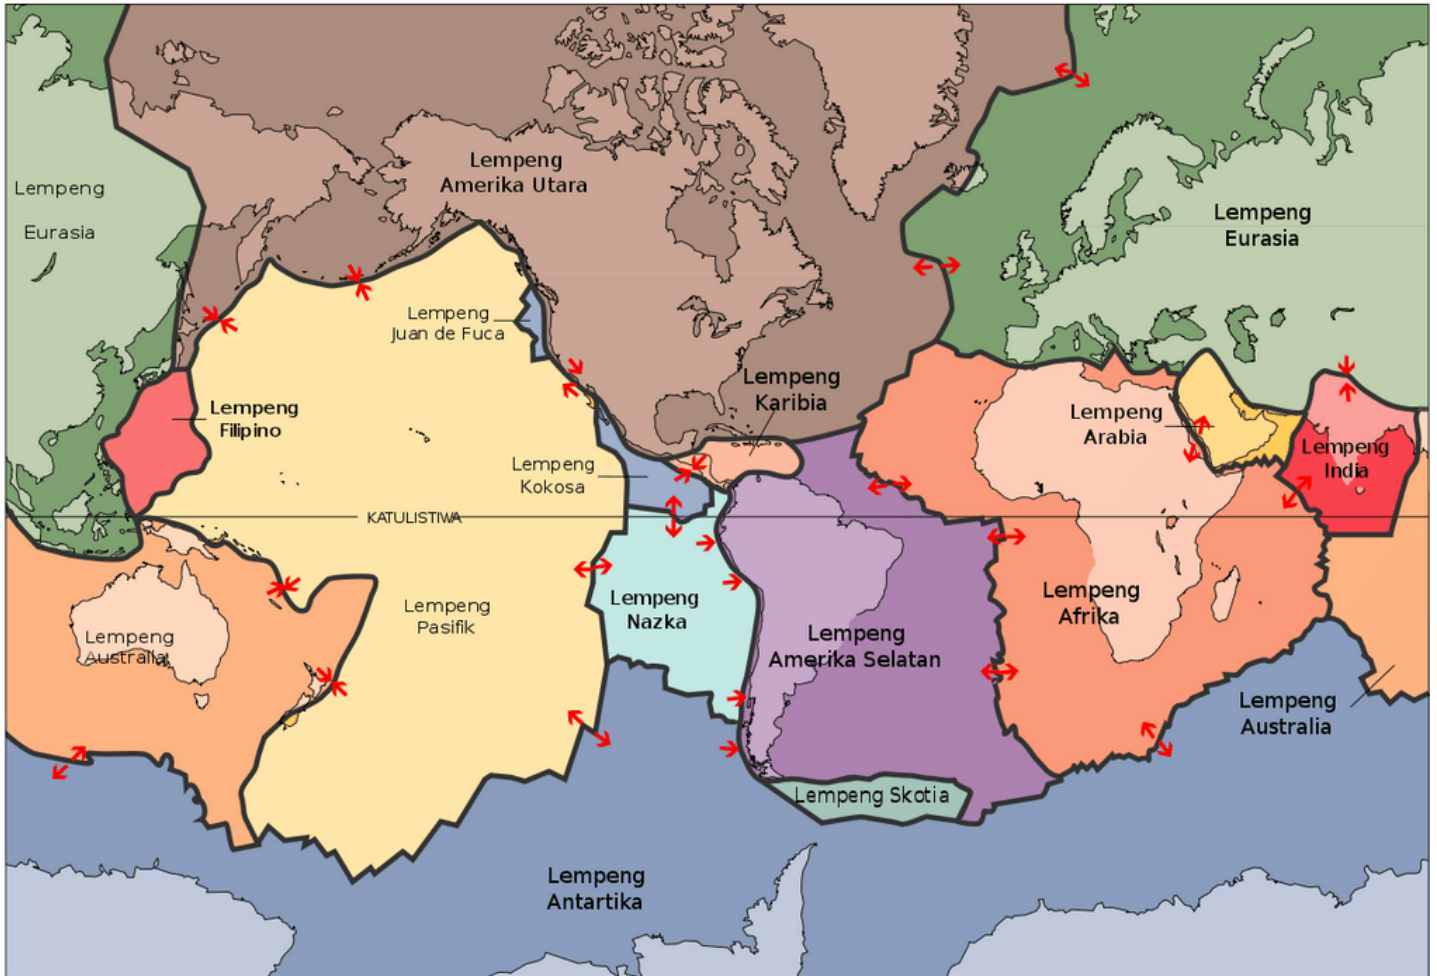 Lempeng
Amerika Utara
Lempeng
Eurasia
Lempeng
Eurasia
Lempeng
Juan de Fuca
Lempeng
Karibia
Lempeng
Filipino
Lempeng
Arabia
Lempeng
India
Lempeng
Kokosa
KATULISTIWA
Lempeng
Pasifik
Lempeng
Nazka
Lempeng
Afrika
Lempeng
Australia
Lempeng
Amerika Selatan
Lempeng
Australia
Lempeng Skotia
Lempeng
Antartika